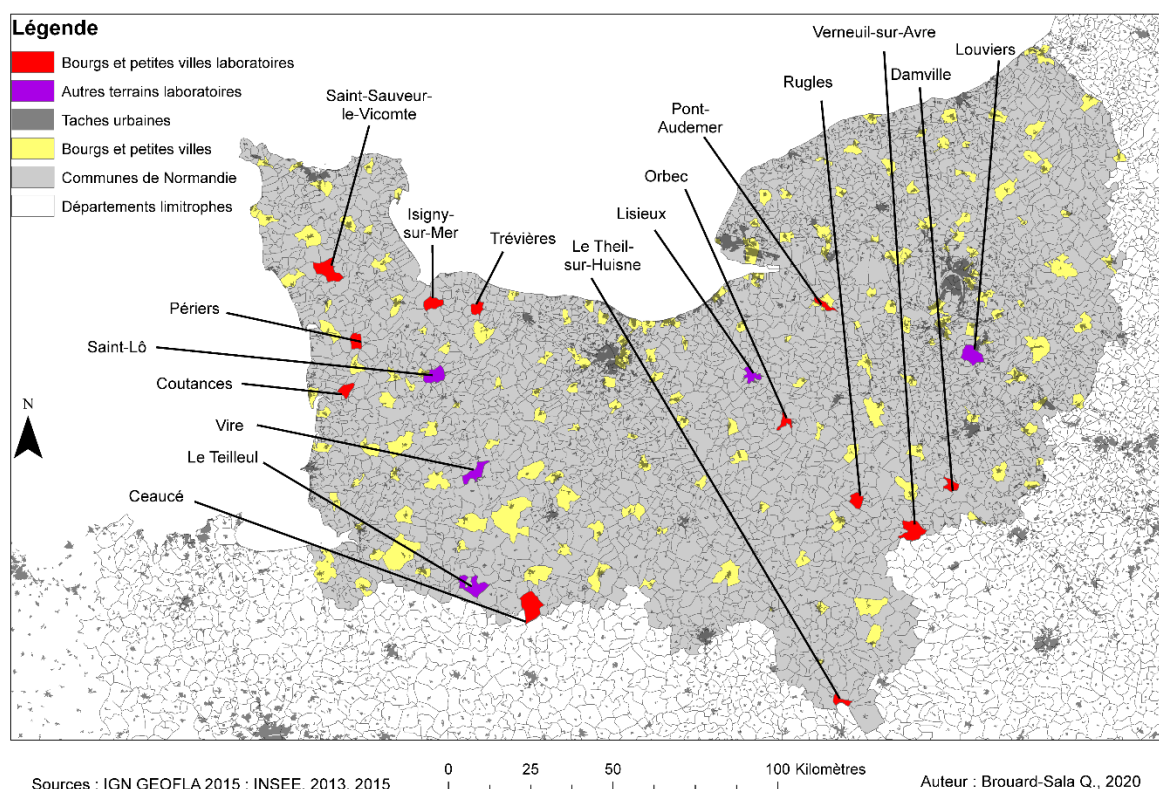 Légende
Bourgs et petites villes laboratoires
Autres terrains laboratoires
Taches urbaines
Bourgs et petites villes
Communes de Normandie
Départements limitrophes
Saint-Sauveur-
le-Vicomte
Isigny-
sur-Mer
Trévières
Le Theil-
sur-Huisne
Lisieux
Orbec
Pont-
Audemer
Rugles
Verneuil-sur-Avre
Damville
Louviers
Périers
Saint-Lô
Coutances
Vire
Le Teilleul
Ceaucé
N
Sources : IGN GEOFLA 2015 ; INSEE, 2013, 2015
0 25 50 100 Kilomètres
Auteur : Brouard-Sala Q., 2020